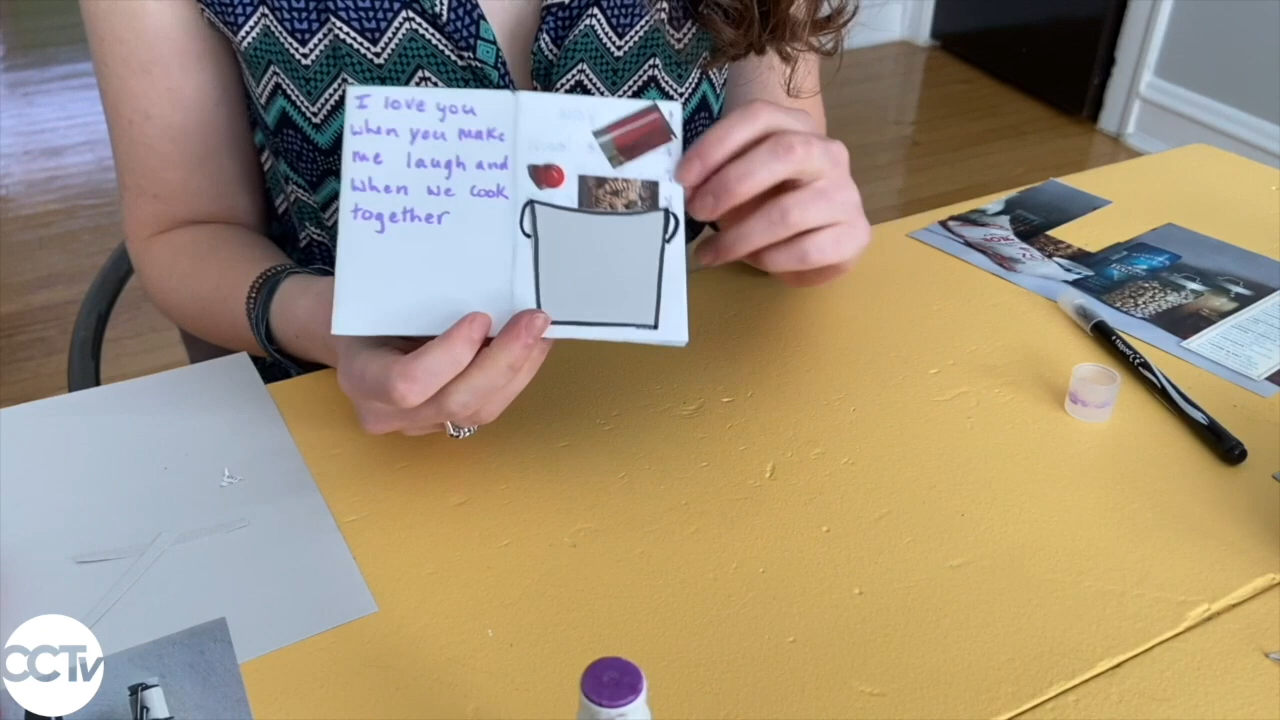 I love you
when you make
me laugh and
when we cook
together
CCTv